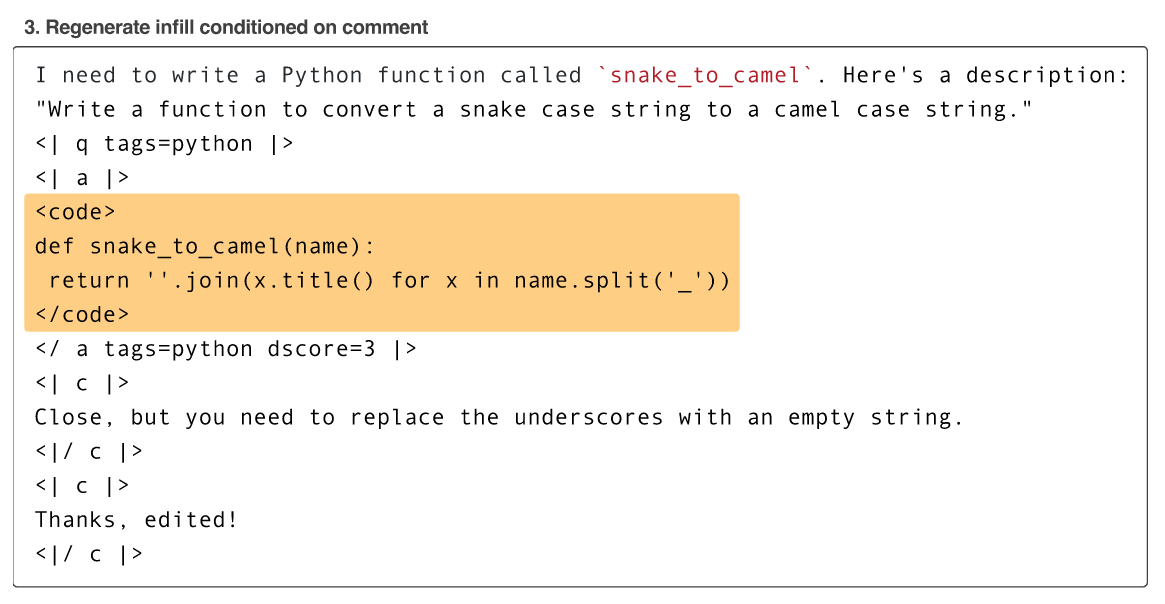 3. Regenerate infill conditioned on comment
I need to write a Python function called `snake_to_camel`. Here's a description:
"Write a function to convert a snake case string to a camel case string."
<| q tags=python |>
<| a |>
<code>
def snake_to_camel(name):
 return ''.join(x.title() for x in name.split('_'))
</code>
</ a tags=python dscore=3 |>
<| c |>
Close, but you need to replace the underscores with an empty string.
<|/ c |>
<| c |>
Thanks, edited!
<|/ c |>